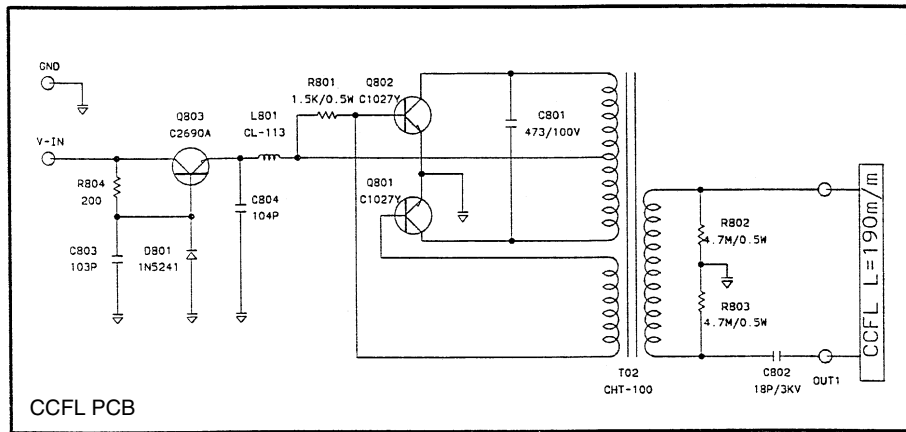 GND
V-IN
Q803
C2690A
R804
200
C803
103P
D801
1N5241
L801
CL-113
C804
104P
R801
1.5K/0.5W
Q802
C1027Y
Q801
C1027Y
C801
473/100V
T02
CHT-100
R802
4.7M/0.5W
R803
4.7M/0.5W
C802
18P/3KV
OUT1
CCFL L=190m/m
CCFL PCB